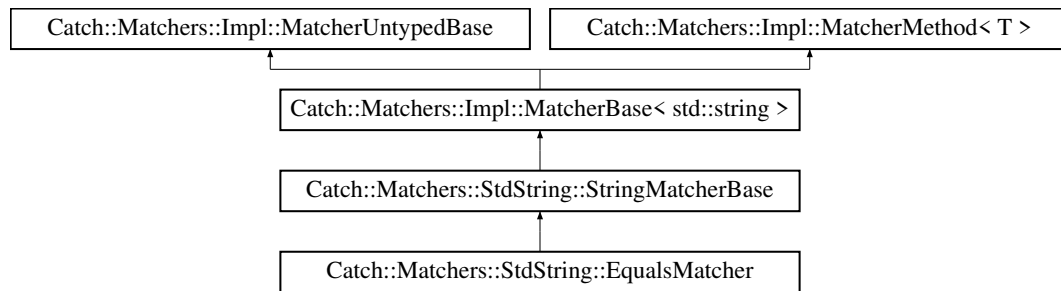 Catch::Matchers::Impl::MatcherUntypedBase
Catch::Matchers::Impl::MatcherMethod< T >
Catch::Matchers::Impl::MatcherBase< std::string >
Catch::Matchers::StdString::StringMatcherBase
Catch::Matchers::StdString::EqualsMatcher